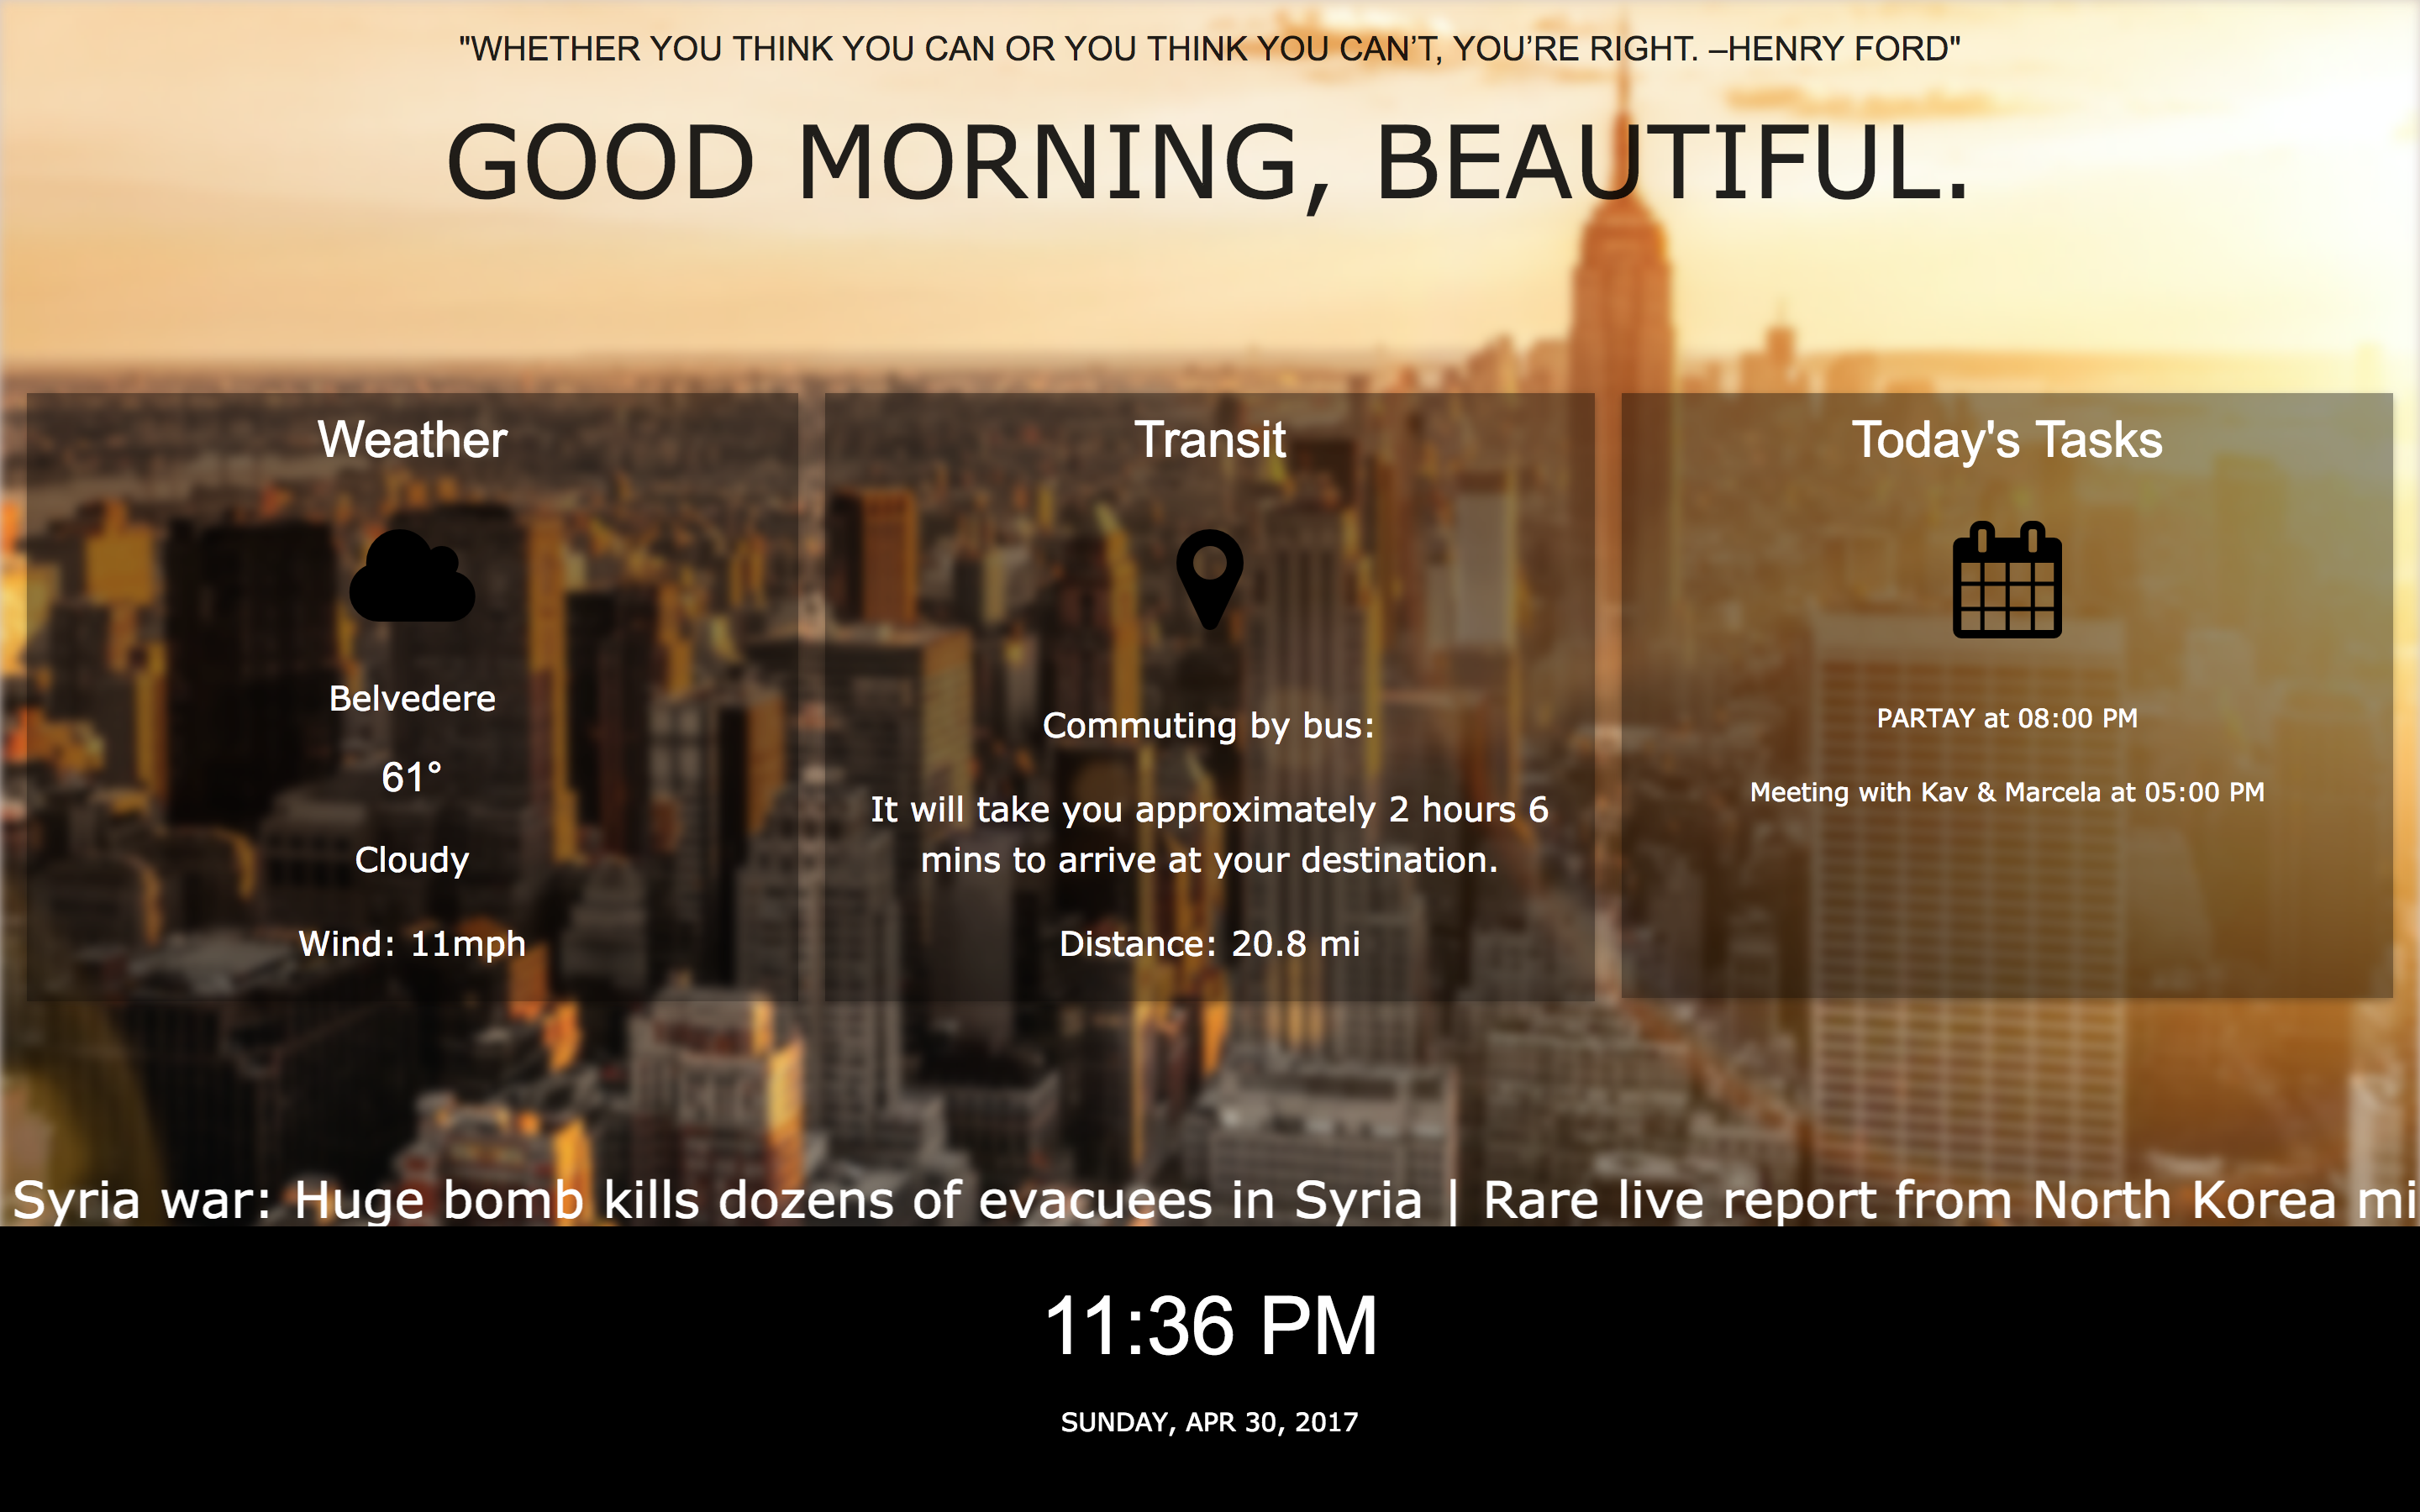 "WHETHER YOU THINK YOU CAN OR YOU THINK YOU CAN’T, YOU’RE RIGHT. –HENRY FORD"
GOOD MORNING, BEAUTIFUL.
Weather
Belvedere
61°
Cloudy
Wind: 11mph
Transit
Commuting by bus:
It will take you approximately 2 hours 6
mins to arrive at your destination.
Distance: 20.8 mi
Today's Tasks
PARTAY at 08:00 PM
Meeting with Kav & Marcela at 05:00 PM
Syria war: Huge bomb kills dozens of evacuees in Syria | Rare live report from North Korea mi
11:36 PM
SUNDAY, APR 30, 2017